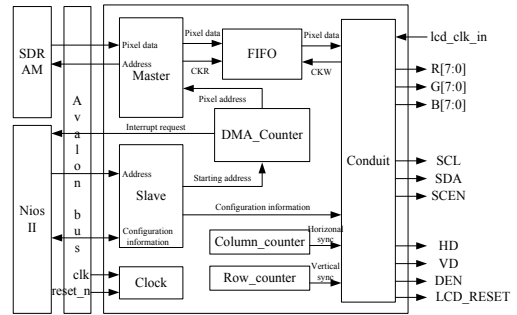 SDR
AM
Avalon bus
Pixel data
Address
Master
Pixel data
CKR
FIFO
Pixel data
CKW
lcd_clk_in
R[7:0]
G[7:0]
B[7:0]
Pixel address
Interrupt request
DMA_Counter
Conduit
Nios
II
Address
Slave
Starting address
Configuration
information
Configuration information
SCL
SDA
SCEN
Column_counter
Horizonal
sync
Row_counter
Vertical
sync
HD
VD
DEN
LCD_RESET
clk
reset_n
Clock